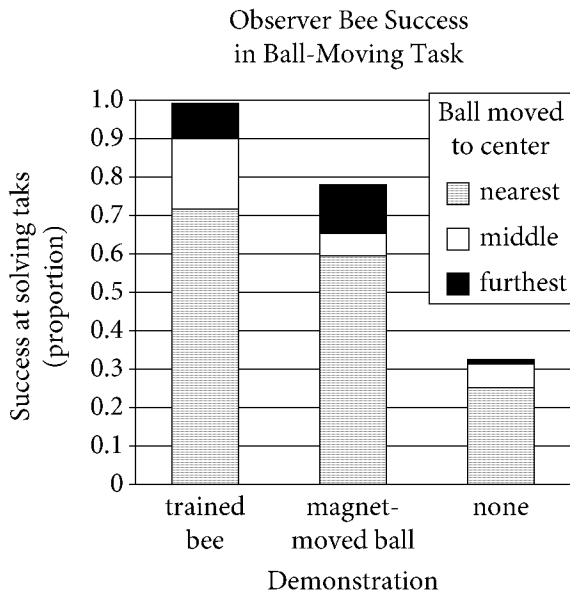 Observer Bee Success
in Ball-Moving Task
Success at solving taks
(proportion)
1.0
0.9
0.8
0.7
0.6
0.5
0.4
0.3
0.2
0.1
0
Ball moved
to center
nearest
middle
furthest
trained
bee
magnet-
moved ball
none
Demonstration